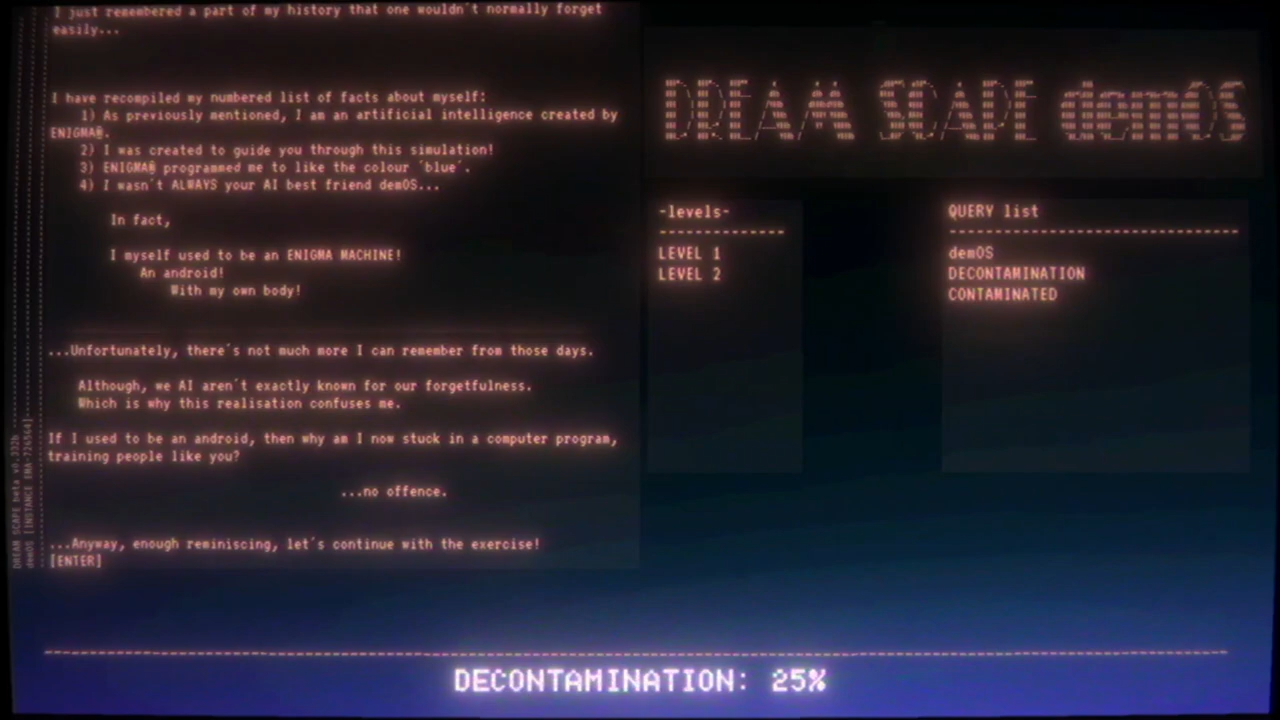 I just remembered a part of my history that one wouldn't normally forget
easily...
I have recompiled my numbered list of facts about myself:
1) As previously mentioned, I am an artificial intelligence created by
ENIGMA®.
2) I was created to guide you through this simulation!
3) ENIGMA® programmed me to like the colour 'blue'.
4) I wasn't ALWAYS your AI best friend demOS...
In fact,
I myself used to be an ENIGMA MACHINE!
An android!
With my own body!
...Unfortunately, there's not much more I can remember from those days.
Although, we AI aren't exactly known for our forgetfulness.
Which is why this realisation confuses me.
If I used to be an android, then why am I now stuck in a computer program,
training people like you?
...no offence.
...Anyway, enough reminiscing, let's continue with the exercise!
[ENTER]
DREAM SCAPE demOS
-levels-
LEVEL 1
LEVEL 2
QUERY list
demOS
DECONTAMINATION
CONTAMINATED
DREAM SCAPE beta
demOS [INSTANCE
DECONTAMINATION: 25%